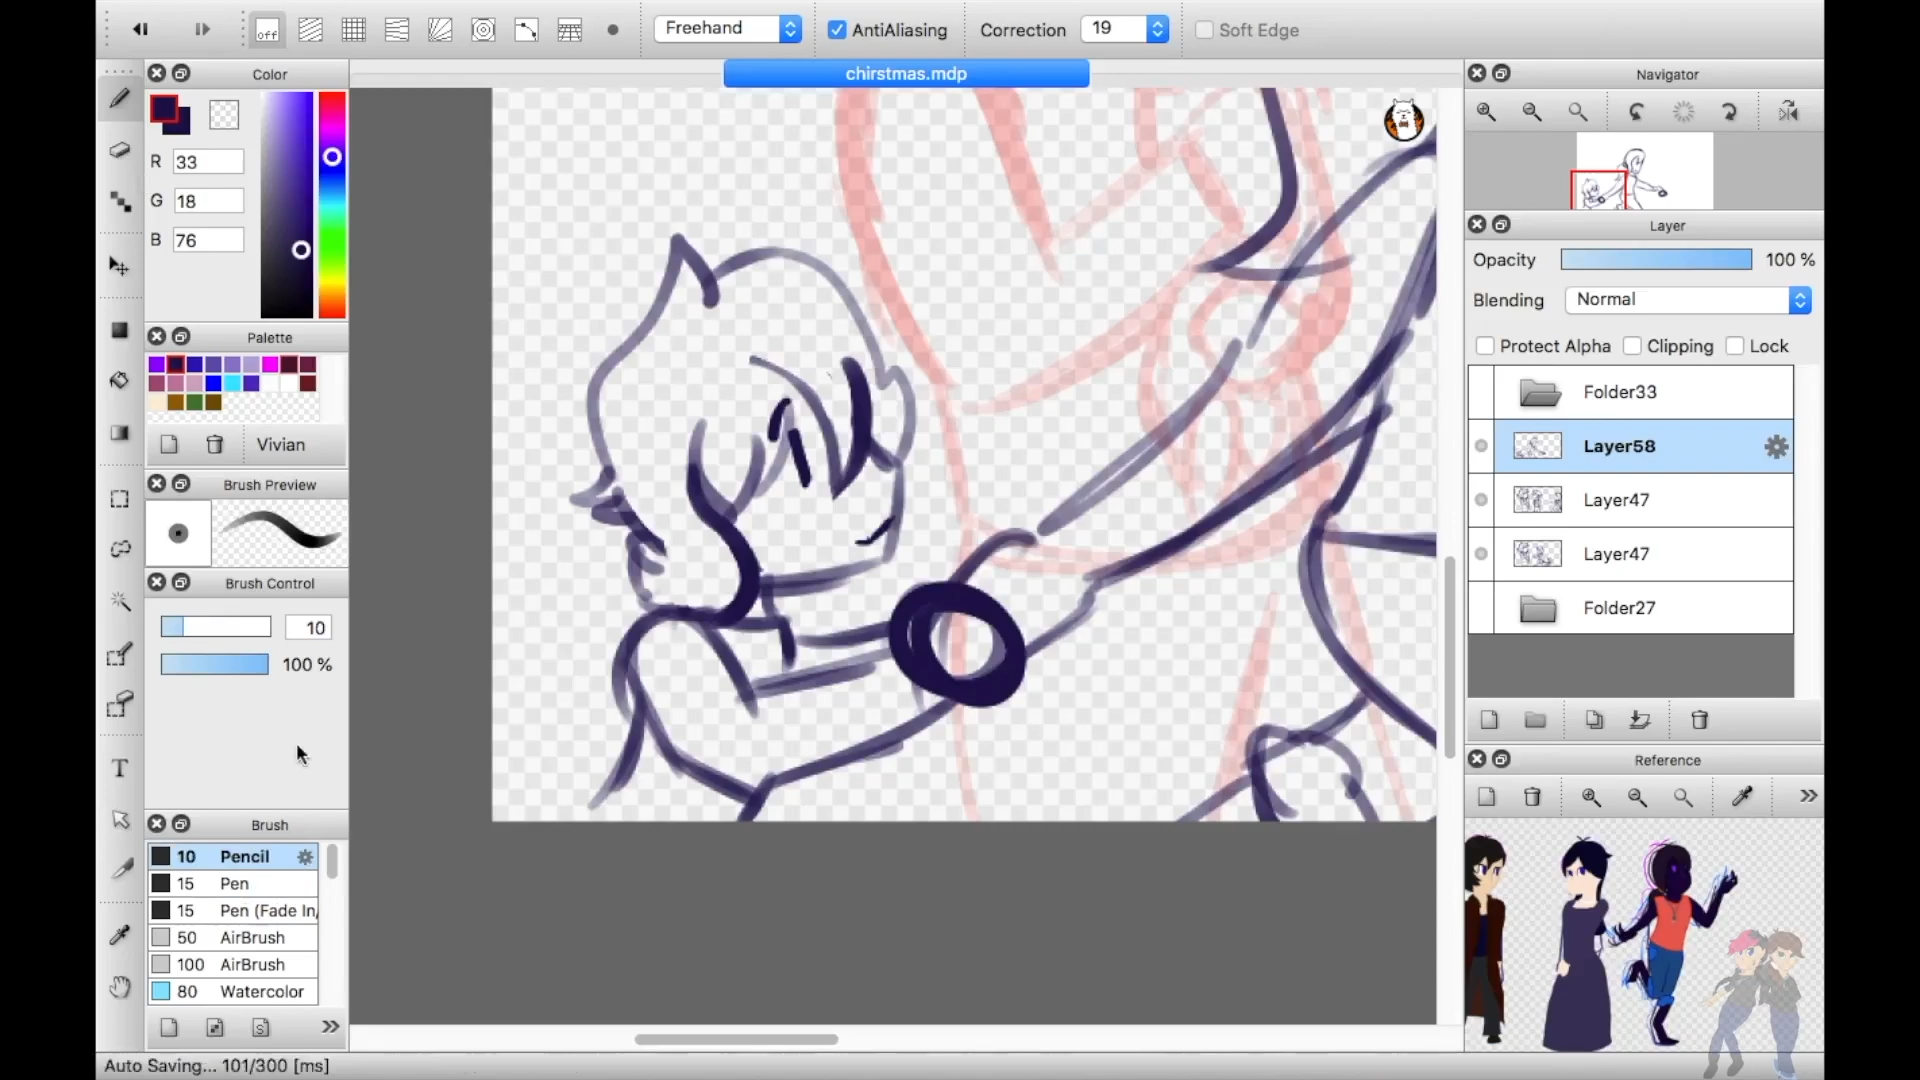 off
Freehand
AntiAliasing
Correction
19
Soft Edge
chirstmas.mdp
Color
R 33
G 18
B 76
Palette
Vivian
Brush Preview
Brush Control
10
100 %
Brush
10 Pencil
15 Pen
15 Pen (Fade In/
50 AirBrush
100 AirBrush
80 Watercolor
S
Auto Saving... 101/300 [ms]
T
Navigator
Layer
Opacity 100 %
Blending Normal
Protect Alpha Clipping Lock
Folder33
Layer58
Layer47
Layer47
Folder27
Reference